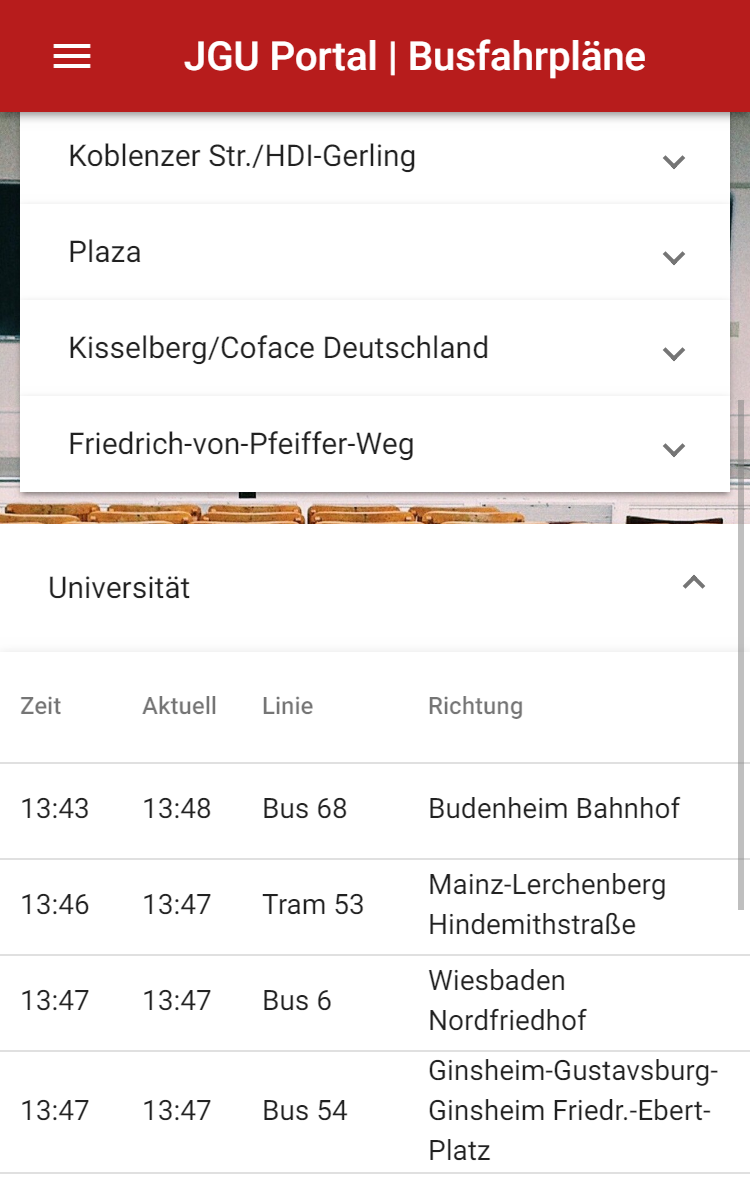 JGU Portal | Busfahrpläne
Koblenzer Str./HDI-Gerling
Plaza
Kisselberg/Coface Deutschland
Friedrich-von-Pfeiffer-Weg
Universität
Zeit Aktuell Linie Richtung
13:43 13:48 Bus 68 Budenheim Bahnhof
13:46 13:47 Tram 53 Mainz-Lerchenberg
Hindemithstraße
13:47 13:47 Bus 6 Wiesbaden
Nordfriedhof
13:47 13:47 Bus 54 Ginsheim-Gustavsburg-
Ginsheim Friedr.-Ebert-
Platz